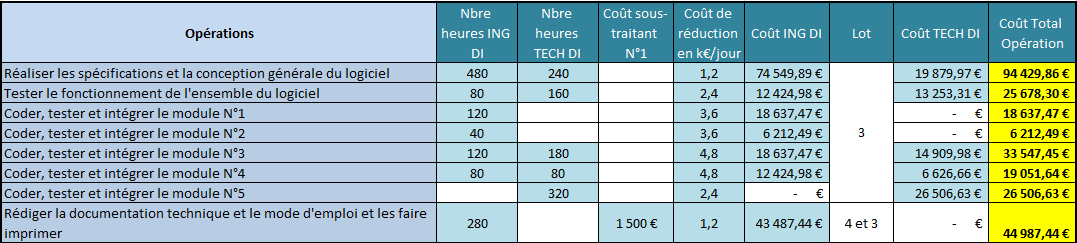 Opérations Nbre heures ING DI Nbre heures TECH DI Coût sous-traitant N°1 Coût de réduction en k€/jour Coût ING DI Lot Coût TECH DI Coût Total Opération
Réaliser les spécifications et la conception générale du logiciel 480 240 1,2 74 549,89 € 19 879,97 € 94 429,86 €
Tester le fonctionnement de l'ensemble du logiciel 80 160 2,4 12 424,98 € 13 253,31 € 25 678,30 €
Coder, tester et intégrer le module N°1 120 3,6 18 637,47 € - € 18 637,47 €
Coder, tester et intégrer le module N°2 40 3,6 6 212,49 € 3 - € 6 212,49 €
Coder, tester et intégrer le module N°3 120 180 4,8 18 637,47 € 14 909,98 € 33 547,45 €
Coder, tester et intégrer le module N°4 80 80 4,8 12 424,98 € 6 626,66 € 19 051,64 €
Coder, tester et intégrer le module N°5 320 2,4 - € 26 506,63 € 26 506,63 €
Rédiger la documentation technique et le mode d'emploi et les faire imprimer 280 1 500 € 1,2 43 487,44 € 4 et 3 - € 44 987,44 €